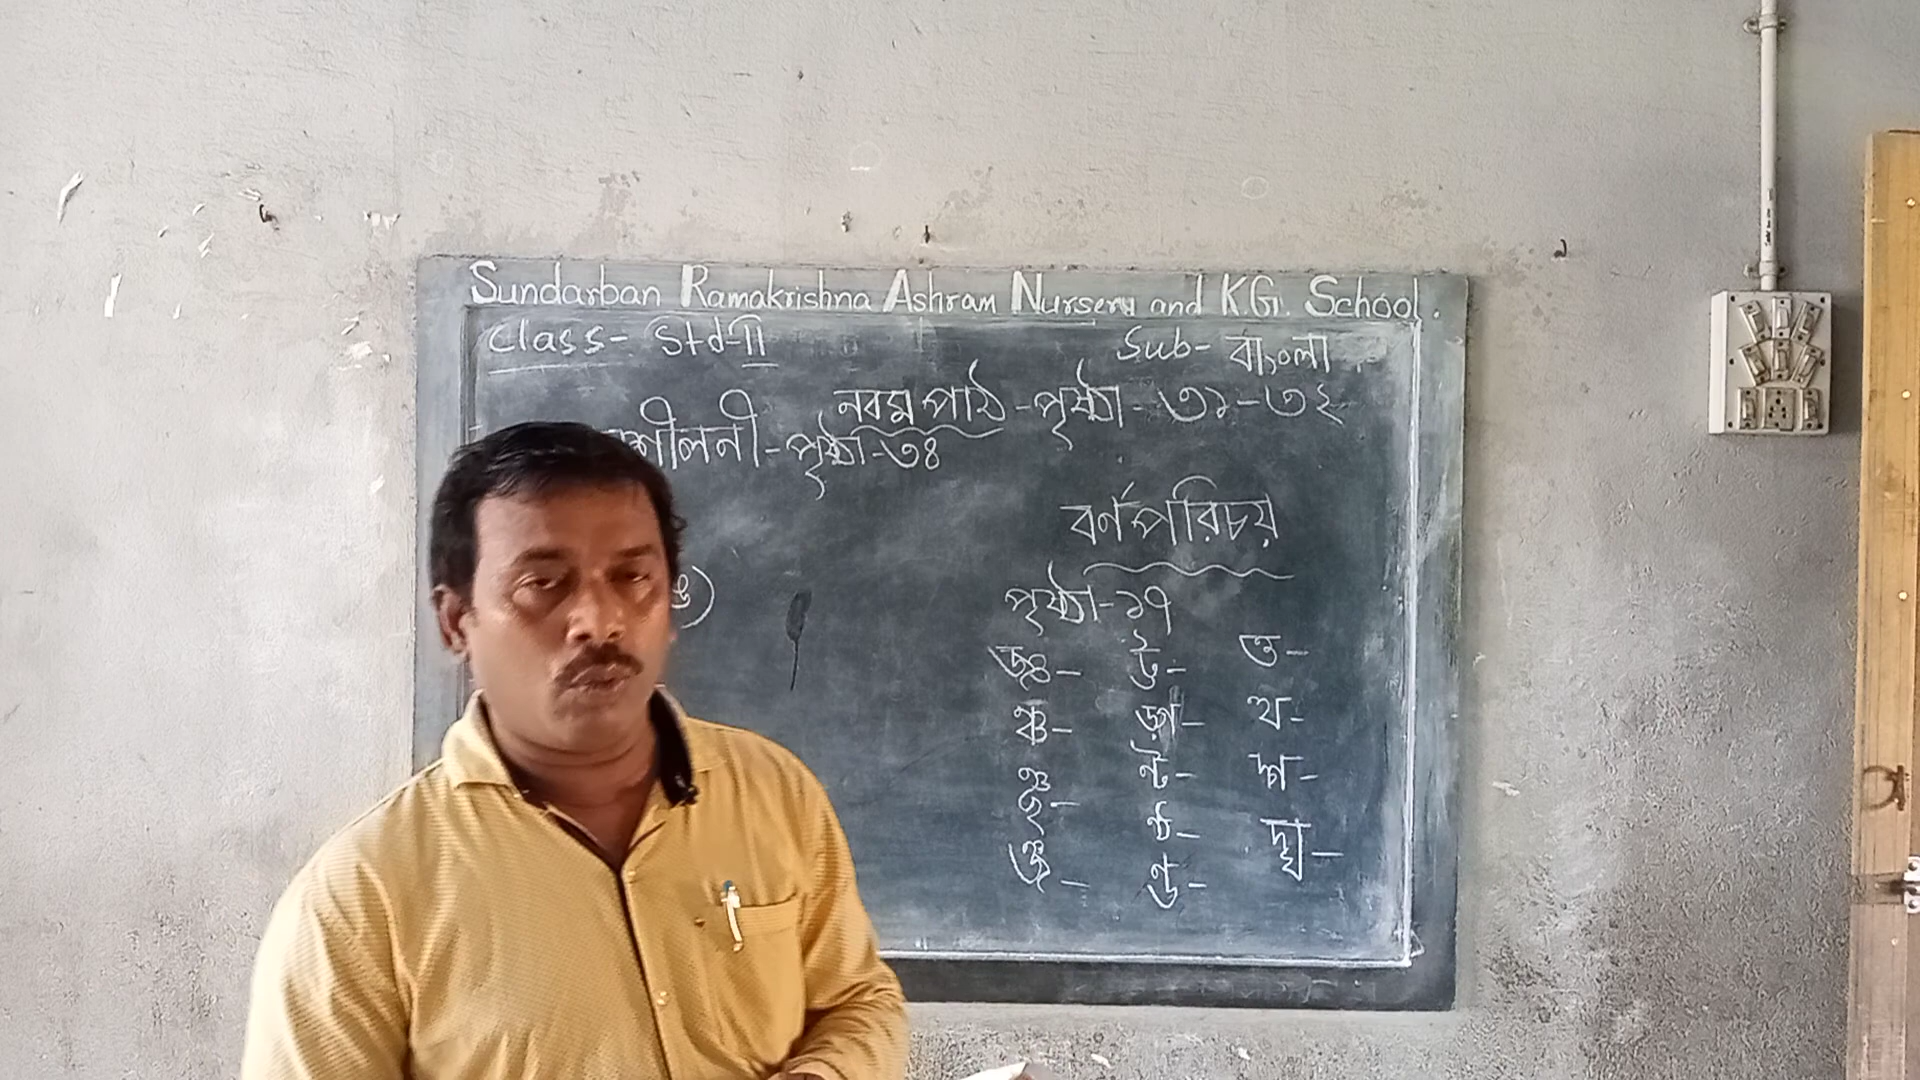 Sundarban Ramakrishna Ashram Nursery and K.G. School.
Class- Std-II Sub- বাংলা
নবম পাঠ - পৃষ্ঠা - ৩১-৩২
শীলনী - পৃষ্ঠা - ৩৪
বর্ণপরিচয়
পৃষ্ঠা - ১৭
ট্ট - ত্ত -
ঞ্চ - ড়্গ - ত্থ -
ঞ্ছ - ণ্ট - দ্গ -
ঞ্জ - ণ্ঠ -
ণ্ড - দ্ঘ -